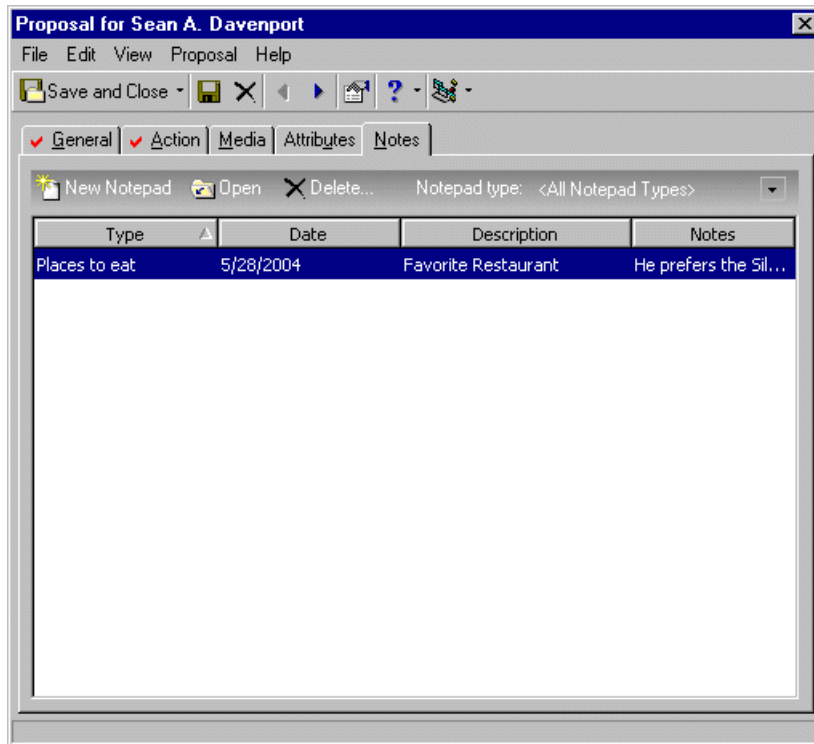 Proposal for Sean A. Davenport
File Edit View Proposal Help
Save and Close
General Action Media Attributes Notes
New Notepad Open Delete... Notepad type: <All Notepad Types>
Type Date Description Notes
Places to eat 5/28/2004 Favorite Restaurant He prefers the Sil...